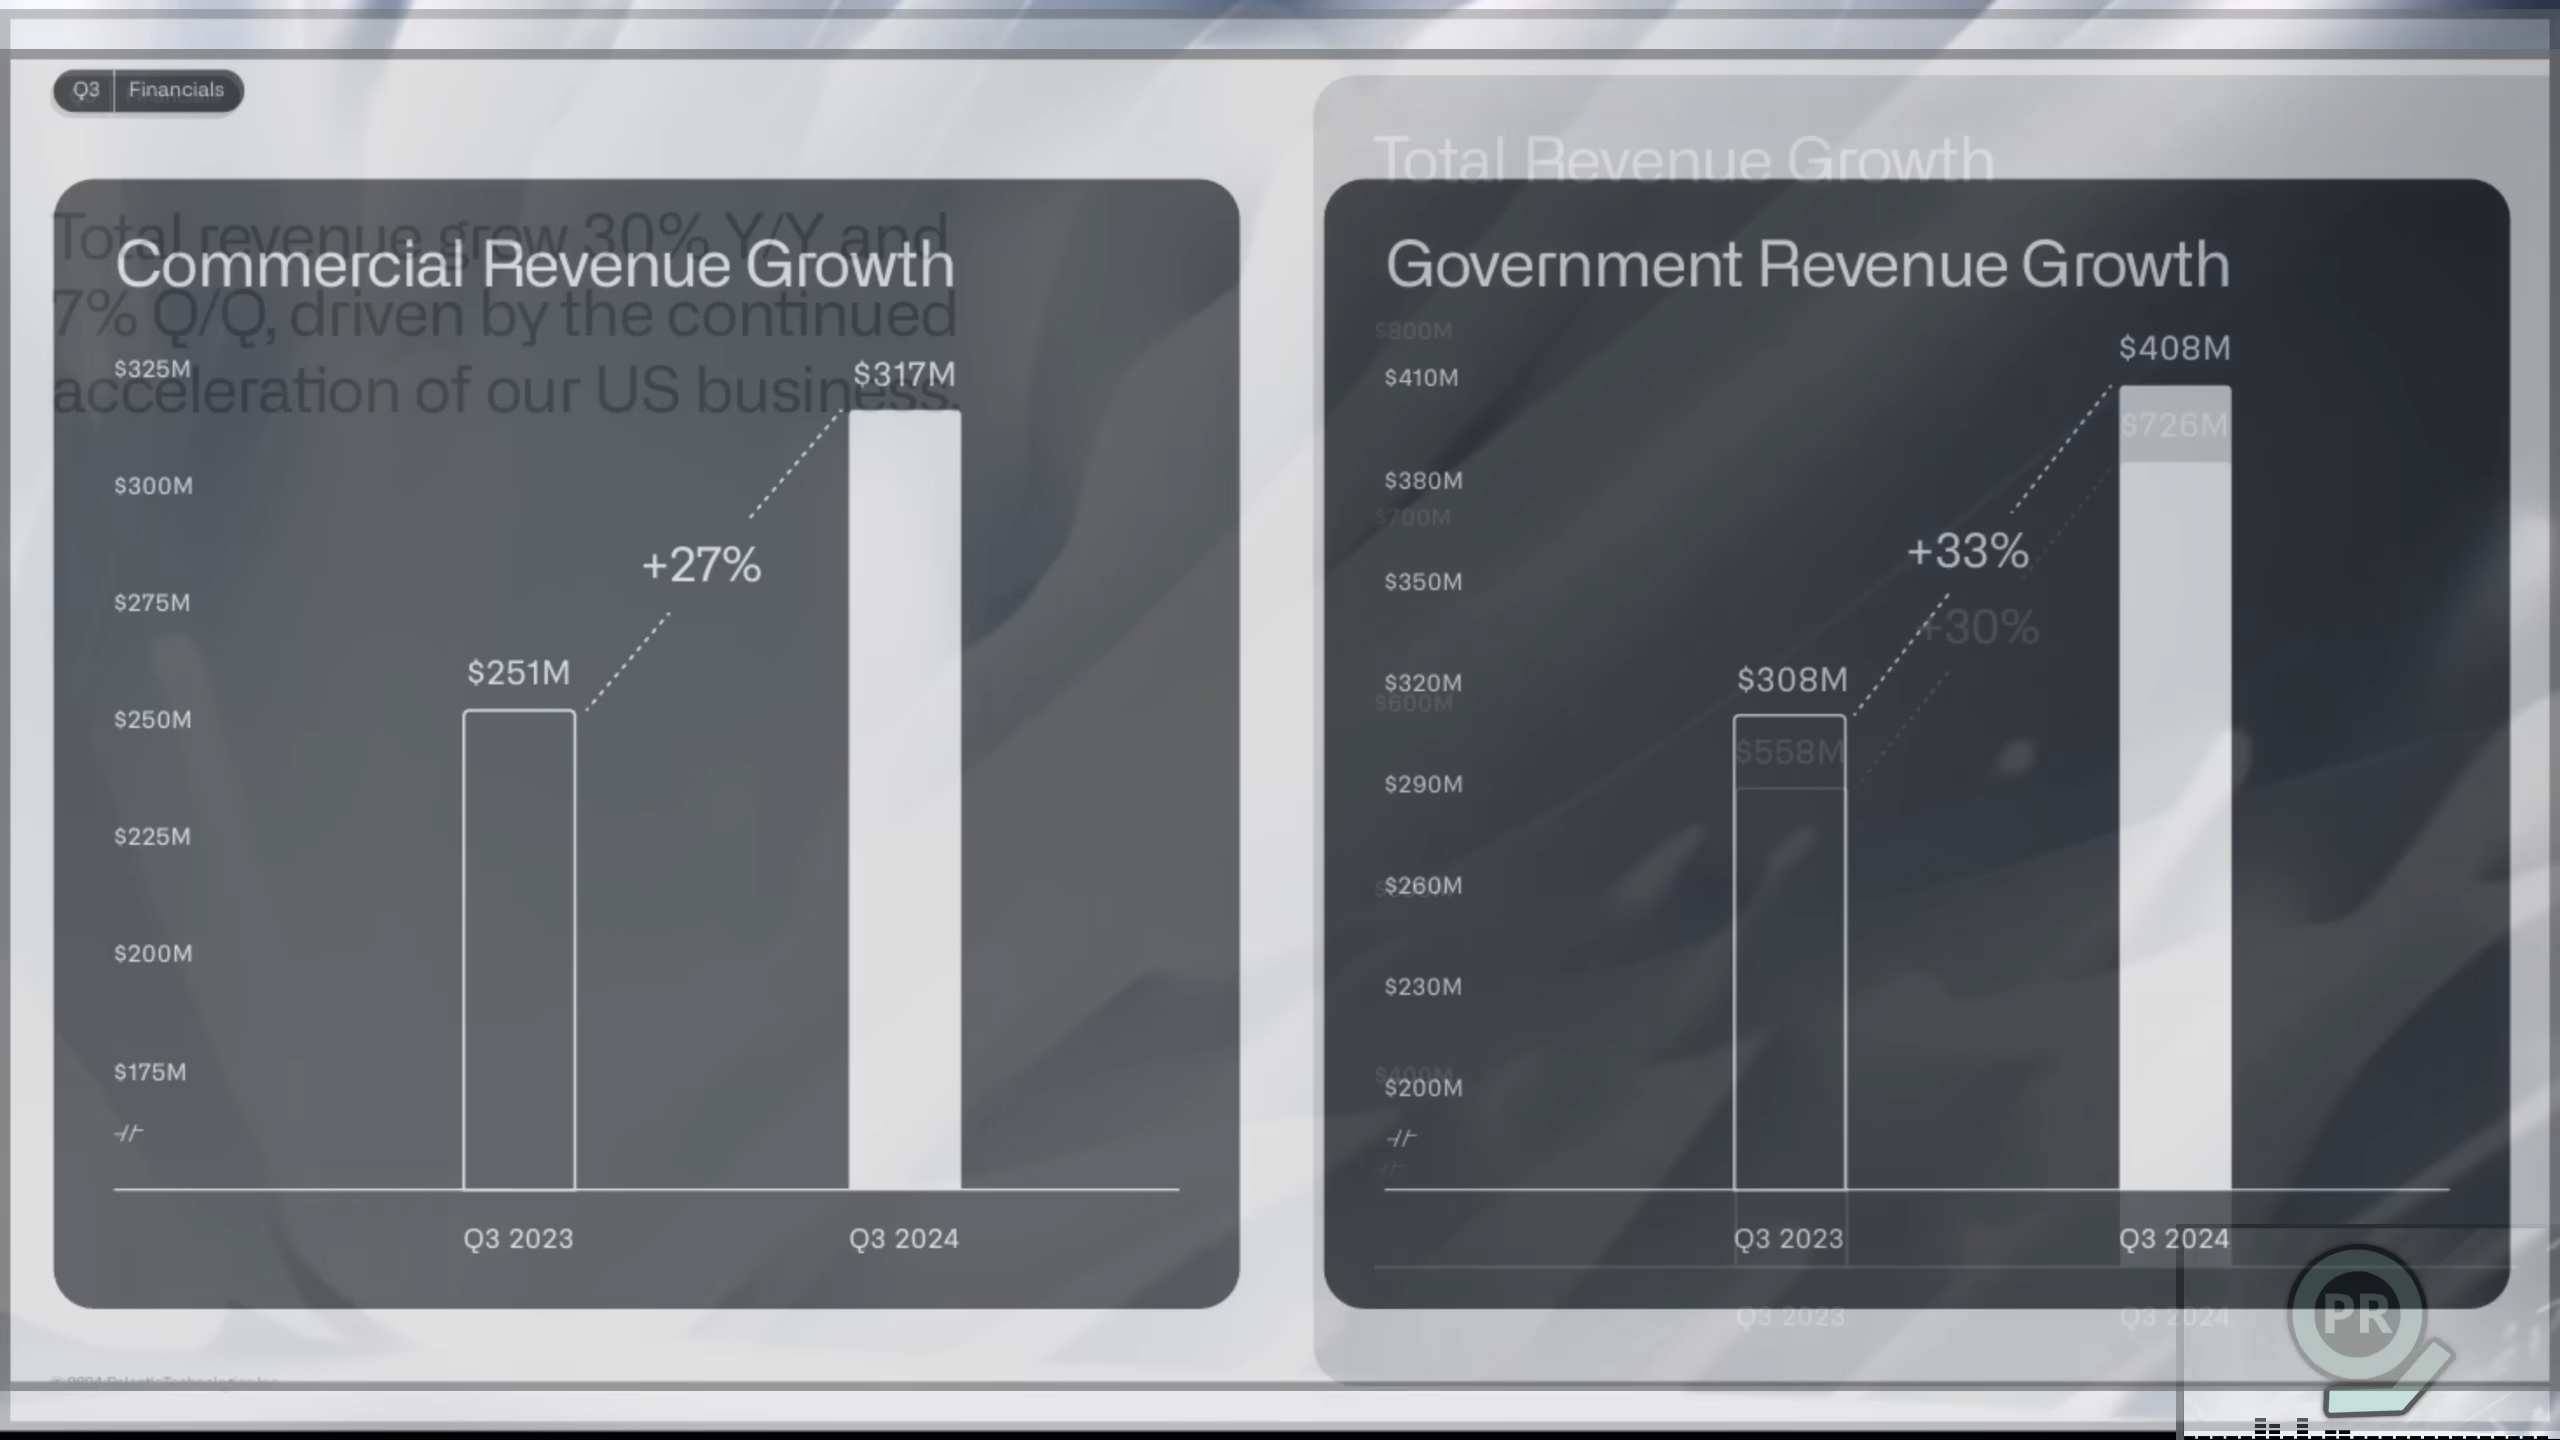 Q3 Financials
Total Revenue Growth
Total revenue grew 30% Y/Y and
7% Q/Q, driven by the continued
acceleration of our US business.
Commercial Revenue Growth
$325M
$300M
$275M
$250M
$225M
$200M
$175M
$251M
+27%
$317M
Q3 2023
Q3 2024
Government Revenue Growth
$410M
$380M
$350M
$320M
$290M
$260M
$230M
$200M
$308M
+33%
$408M
Q3 2023
Q3 2024
$800M
$700M
$600M
$400M
$558M
+30%
$726M
Q3 2023
Q3 2024
PR